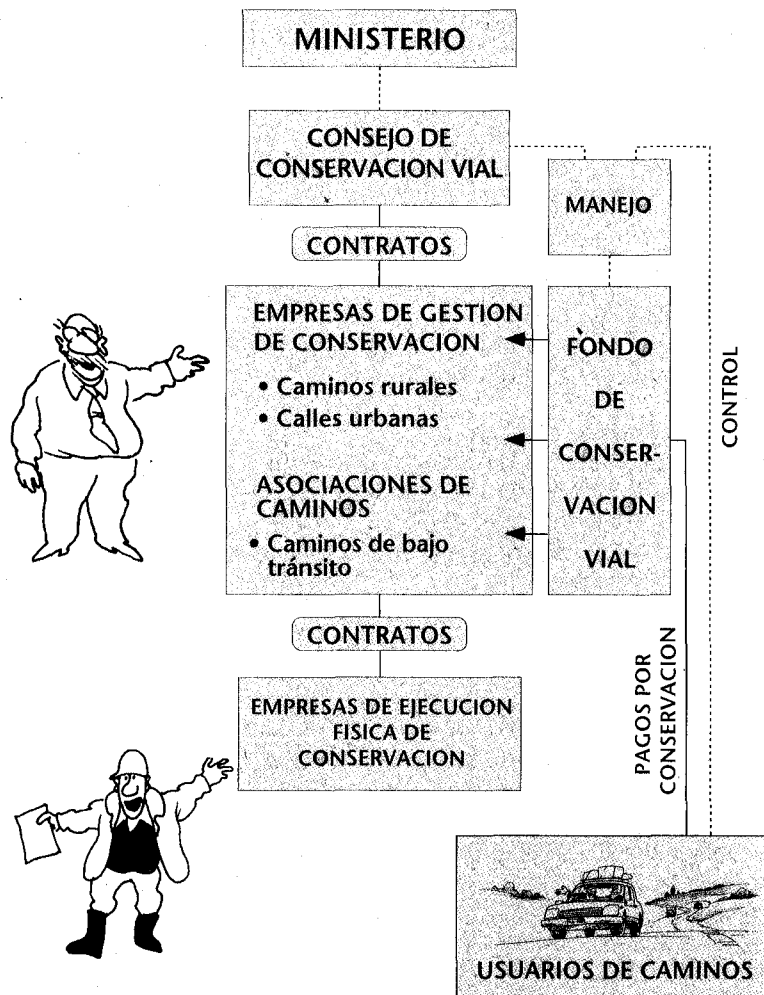 MINISTERIO
CONSEJO DE
CONSERVACION VIAL
MANEJO
CONTRATOS
EMPRESAS DE GESTION
DE CONSERVACION
• Caminos rurales
• Calles urbanas
ASOCIACIONES DE
CAMINOS
• Caminos de bajo
tránsito
FONDO
DE
CONSER-
VACION
VIAL
CONTROL
CONTRATOS
EMPRESAS DE EJECUCION
FISICA DE
CONSERVACION
PAGOS POR
CONSERVACION
USUARIOS DE CAMINOS